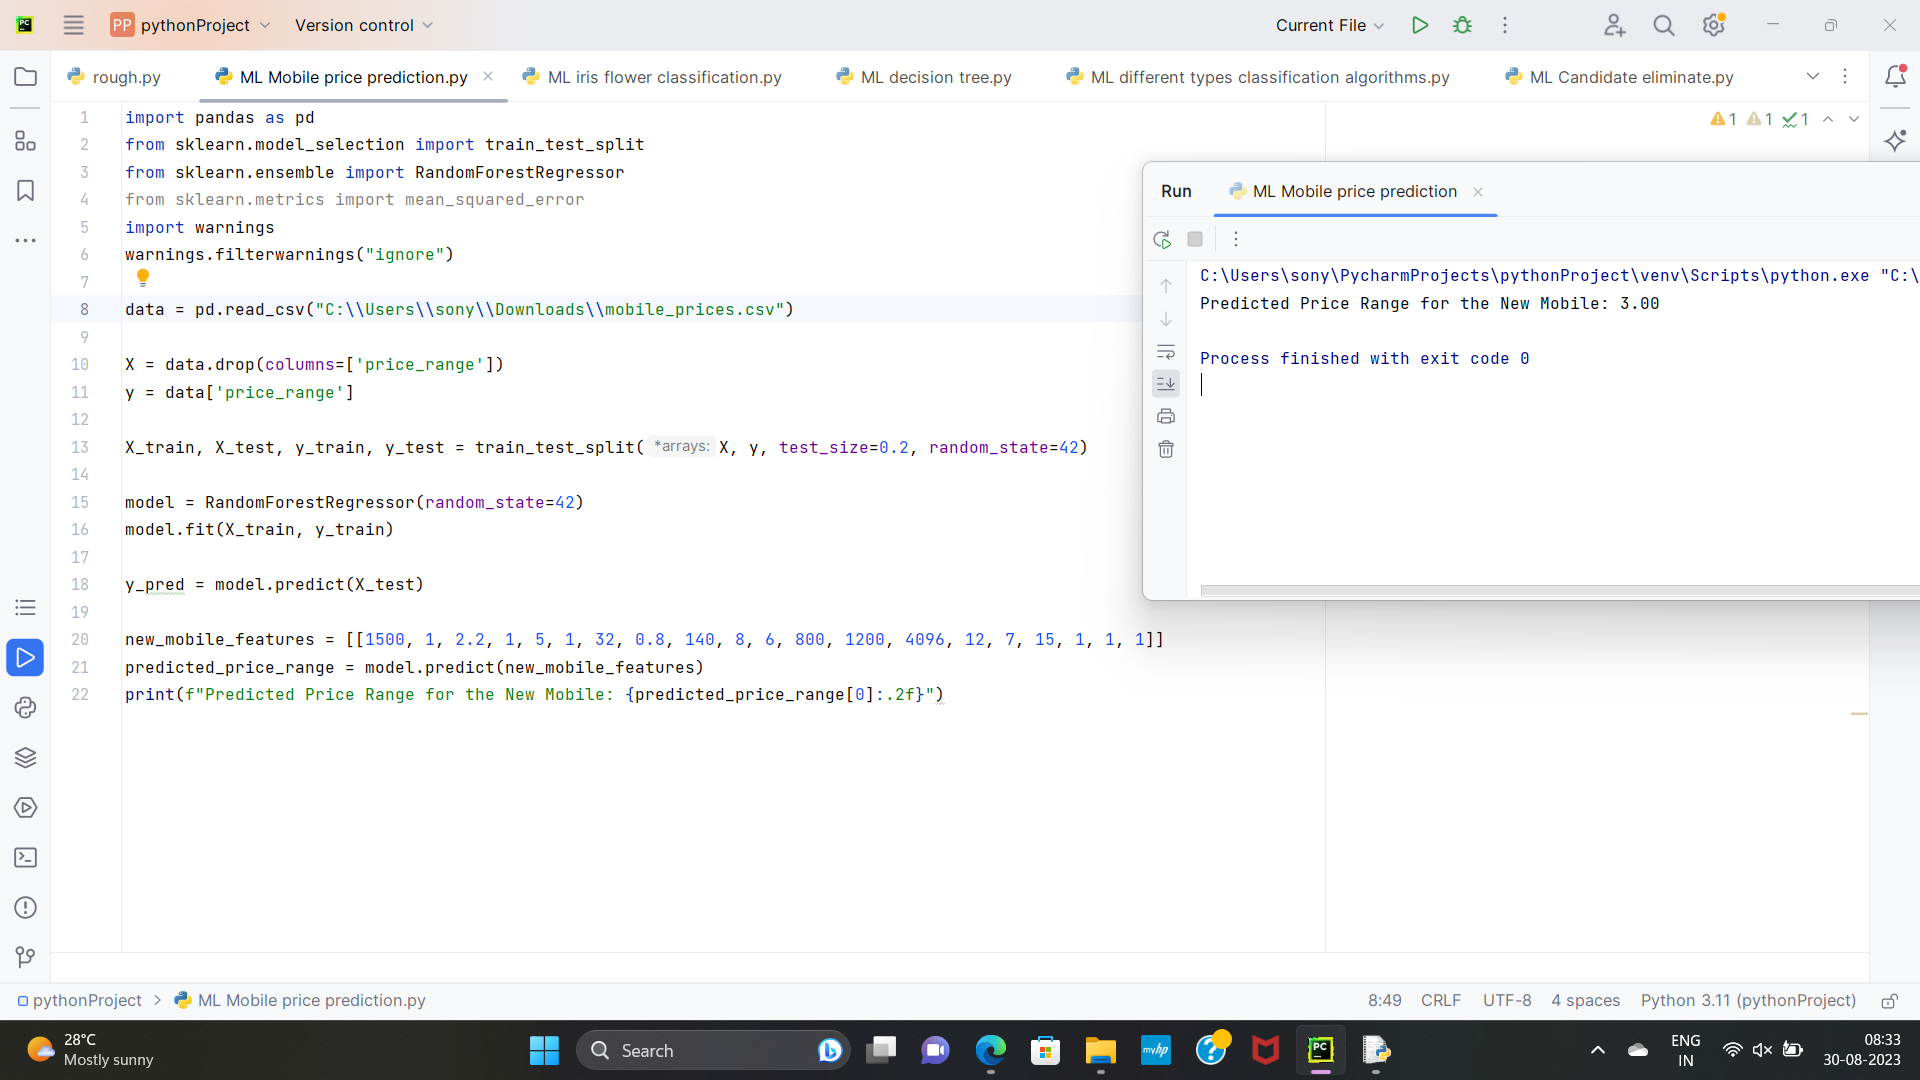 PP pythonProject Version control Current File
rough.py ML Mobile price prediction.py ML iris flower classification.py ML decision tree.py ML different types classification algorithms.py ML Candidate eliminate.py
1 import pandas as pd
2 from sklearn.model_selection import train_test_split
3 from sklearn.ensemble import RandomForestRegressor
4 from sklearn.metrics import mean_squared_error
5 import warnings
6 warnings.filterwarnings("ignore")
7
8 data = pd.read_csv("C:\\Users\\sony\\Downloads\\mobile_prices.csv")
9
10 X = data.drop(columns=['price_range'])
11 y = data['price_range']
12
13 X_train, X_test, y_train, y_test = train_test_split( *arrays: X, y, test_size=0.2, random_state=42)
14
15 model = RandomForestRegressor(random_state=42)
16 model.fit(X_train, y_train)
17
18 y_pred = model.predict(X_test)
19
20 new_mobile_features = [[1500, 1, 2.2, 1, 5, 1, 32, 0.8, 140, 8, 6, 800, 1200, 4096, 12, 7, 15, 1, 1, 1]]
21 predicted_price_range = model.predict(new_mobile_features)
22 print(f"Predicted Price Range for the New Mobile: {predicted_price_range[0]:.2f}")
1 1 1
Run ML Mobile price prediction
C:\Users\sony\PycharmProjects\pythonProject\venv\Scripts\python.exe "C:\
Predicted Price Range for the New Mobile: 3.00
Process finished with exit code 0
pythonProject > ML Mobile price prediction.py 8:49 CRLF UTF-8 4 spaces Python 3.11 (pythonProject)
28°C
Mostly sunny
Search
myhp
PC
ENG
IN
08:33
30-08-2023